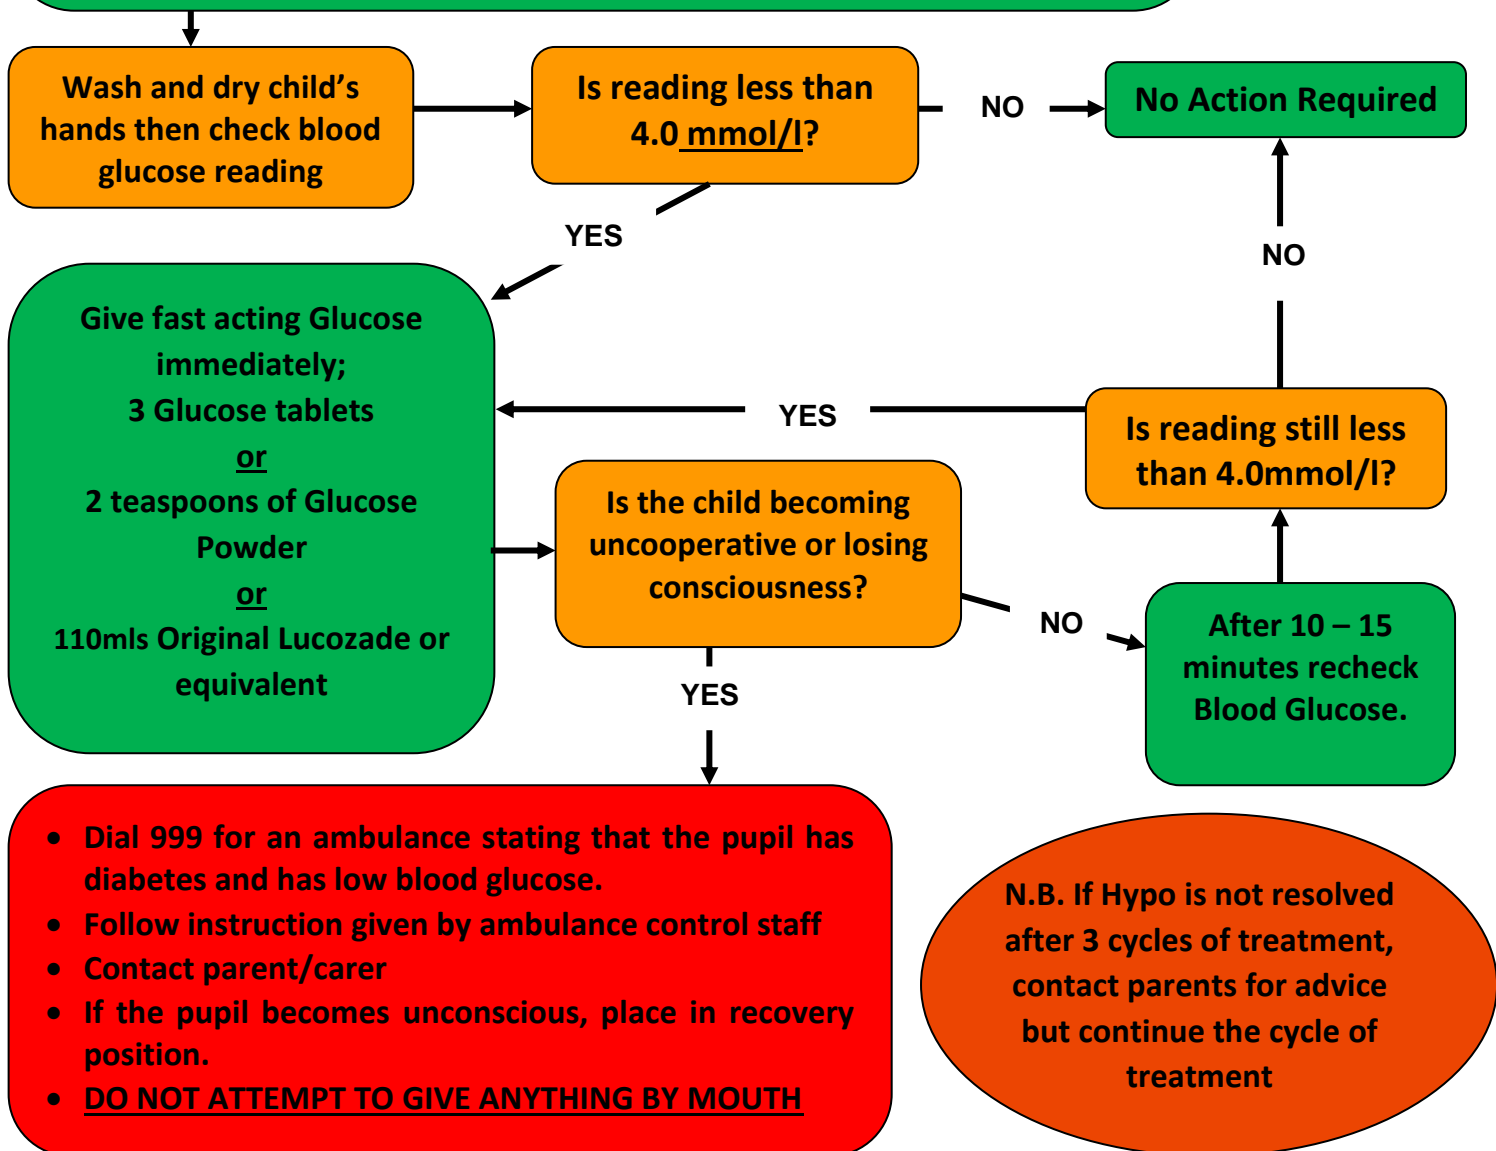 Wash and dry child’s
hands then check blood
glucose reading
Is reading less than
4.0 mmol/l?
NO
No Action Required
YES
NO
Give fast acting Glucose
immediately;
3 Glucose tablets
or
2 teaspoons of Glucose
Powder
or
110mls Original Lucozade or
equivalent
YES
Is reading still less
than 4.0mmol/l?
Is the child becoming
uncooperative or losing
consciousness?
NO
After 10 – 15
minutes recheck
Blood Glucose.
YES
• Dial 999 for an ambulance stating that the pupil has
diabetes and has low blood glucose.
• Follow instruction given by ambulance control staff
• Contact parent/carer
• If the pupil becomes unconscious, place in recovery
position.
• DO NOT ATTEMPT TO GIVE ANYTHING BY MOUTH
N.B. If Hypo is not resolved
after 3 cycles of treatment,
contact parents for advice
but continue the cycle of
treatment